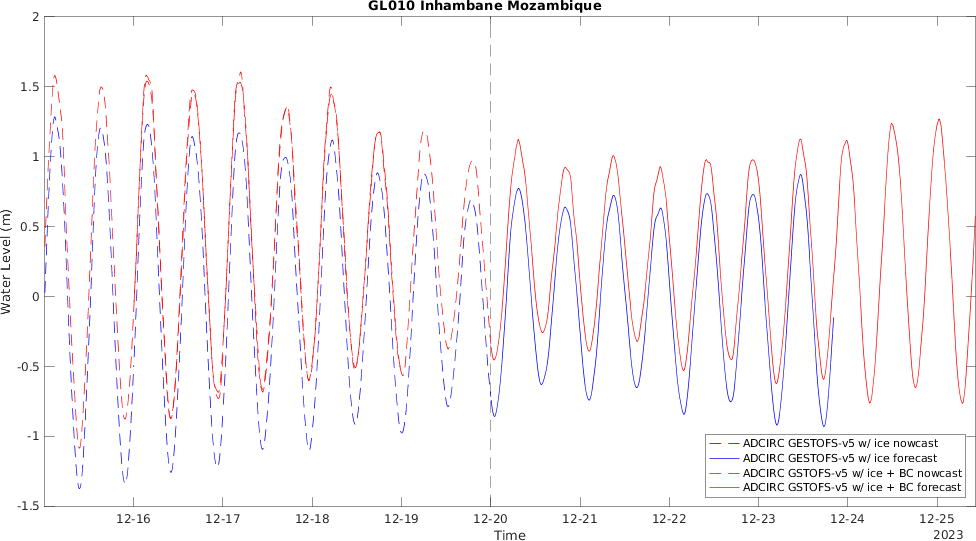 GL010 Inhambane Mozambique
2
1.5
1
0.5
0
-0.5
-1
-1.5
Water Level (m)
12-16 12-17 12-18 12-19 12-20 12-21 12-22 12-23 12-24 12-25
Time
2023
ADCIRC GESTOFS-v5 w/ ice nowcast
ADCIRC GESTOFS-v5 w/ ice forecast
ADCIRC GSTOFS-v5 w/ ice + BC nowcast
ADCIRC GSTOFS-v5 w/ ice + BC forecast